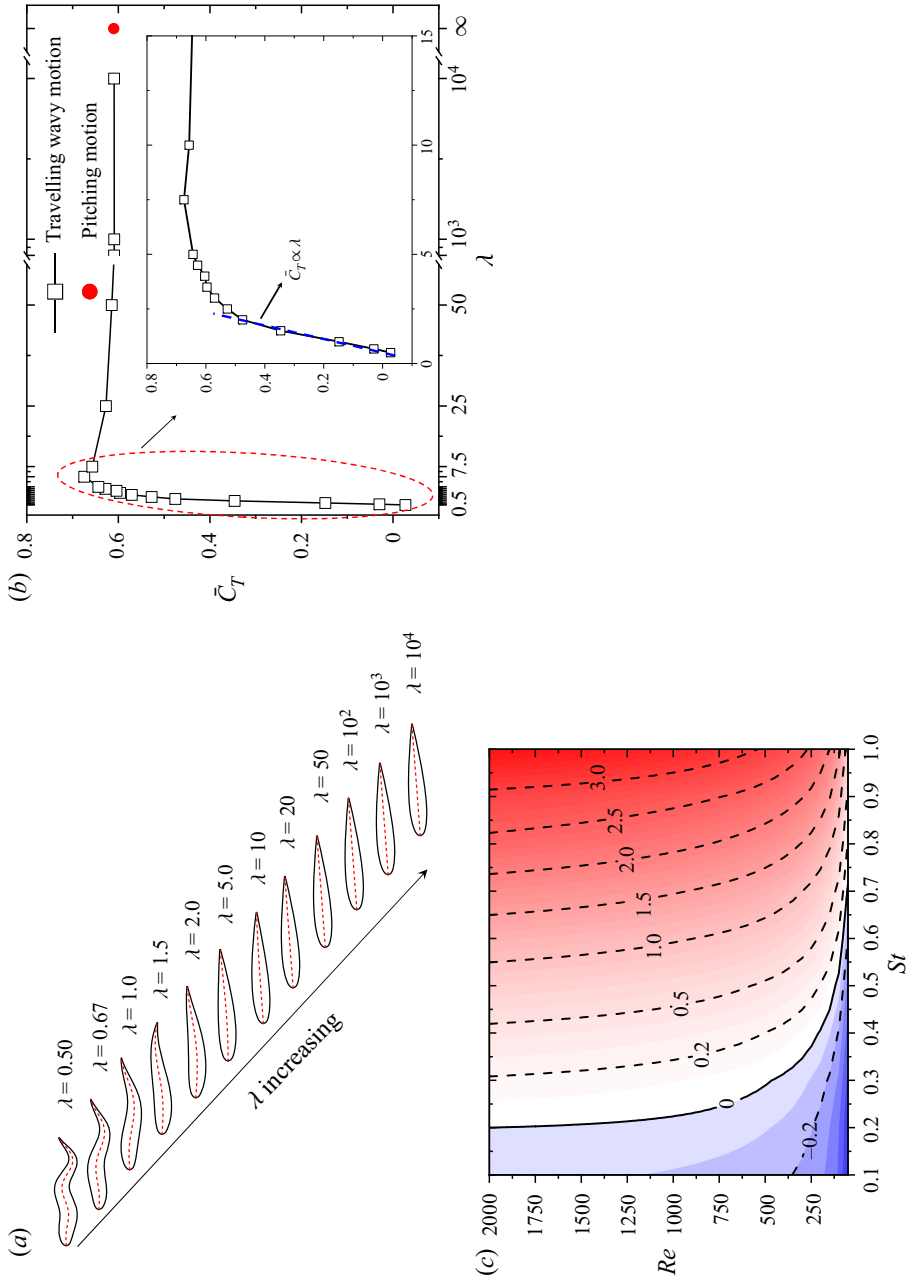 (a)
λ = 0.50
λ = 0.67
λ = 1.0
λ = 1.5
λ = 2.0
λ = 5.0
λ = 10
λ = 20
λ = 50
λ = 10²
λ = 10³
λ = 10⁴
λ increasing
(b)
0.8
0.6
0.4
0.2
0
C̄_T
Travelling wavy motion
Pitching motion
0.8
0.6
0.4
0.2
0
0
5
10
15
C̄_T ∝ λ
0.5
7.5
25
50
10³
10⁴
∞
λ
(c)
2000
1750
1500
1250
1000
750
500
250
Re
−0.2
0
0.2
0.5
1.0
1.5
2.0
2.5
3.0
0.1
0.2
0.3
0.4
0.5
0.6
0.7
0.8
0.9
1.0
St